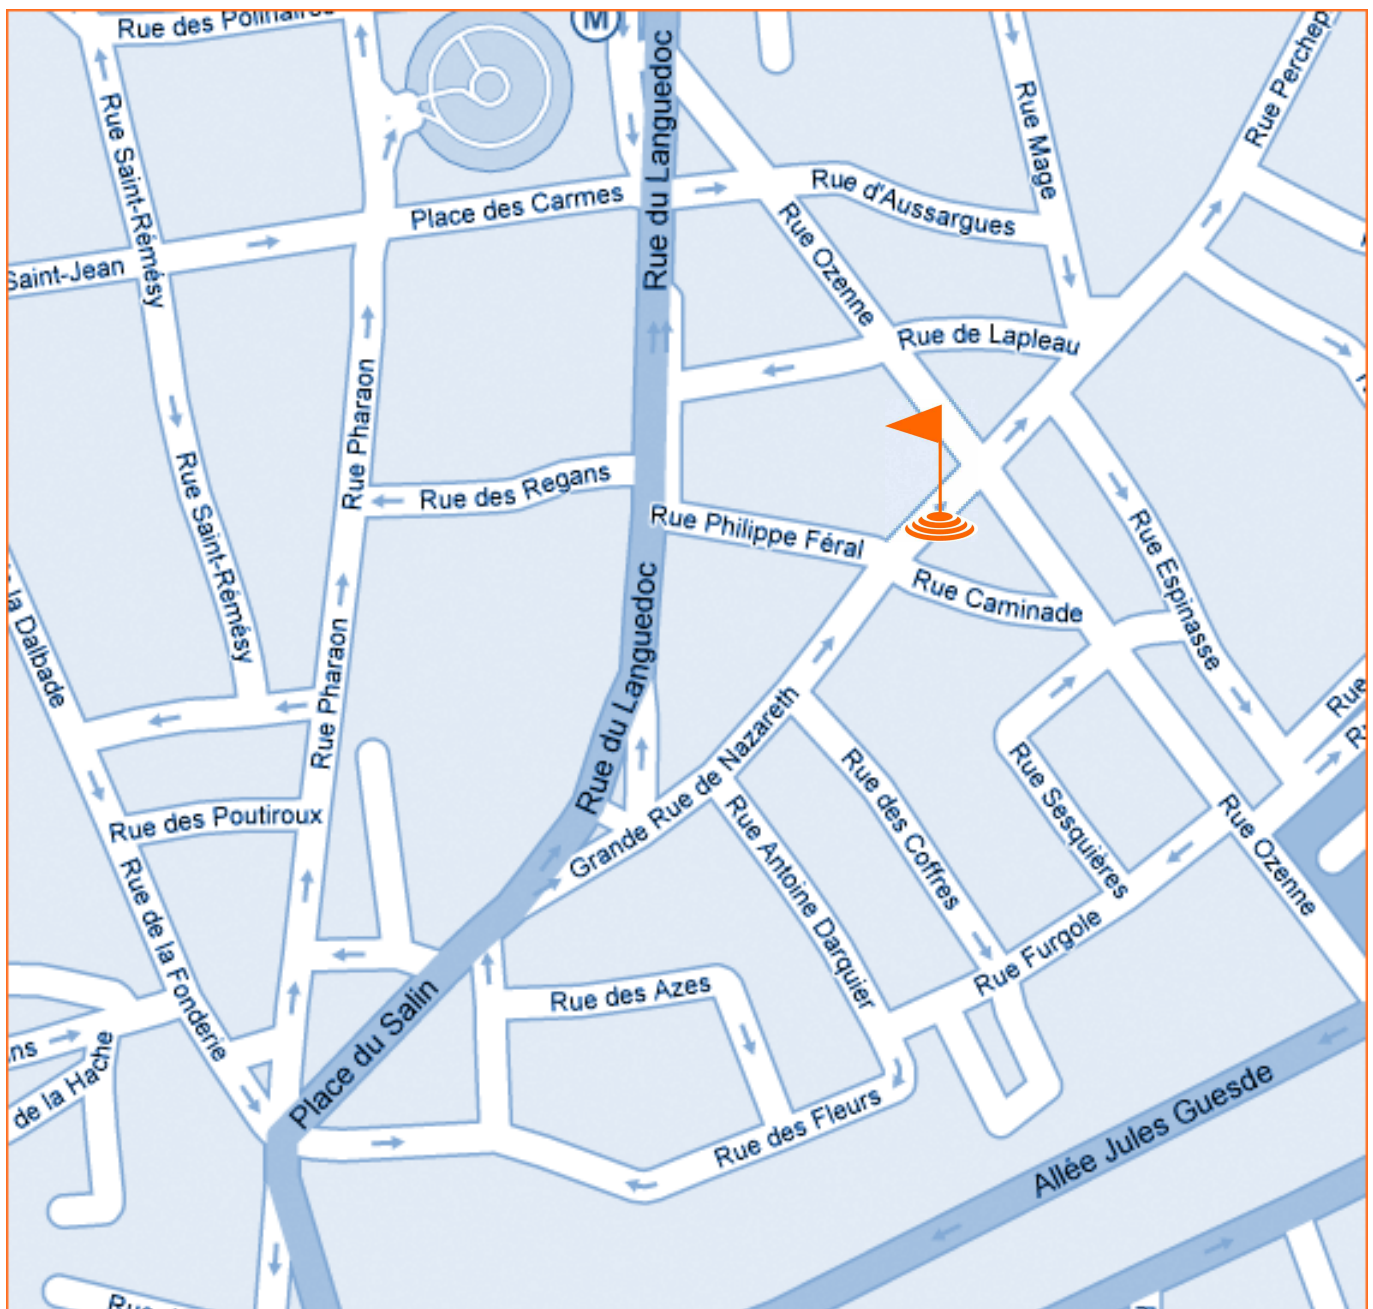 Rue des Polinaires
M
Rue du Languedoc
Rue Saint-Rémésy
Rue Mage
Rue Perchep
Place des Carmes
Rue d'Aussargues
Saint-Jean
Rue Ozenne
Rue de Lapleau
Rue Pharaon
Rue Saint-Rémésy
Rue des Regans
Rue Philippe Féral
Rue Caminade
Rue Espinasse
la Dalbade
Rue Pharaon
Rue du Languedoc
Grande Rue de Nazareth
Rue
Rue des Poutiroux
Rue des Coffres
Rue Sesquières
Rue Antoine Darquier
Rue Ozenne
Rue de la Fonderie
Rue Furgole
Rue des Azes
Place du Salin
ns
de la Hache
Rue des Fleurs
Allée Jules Guesde